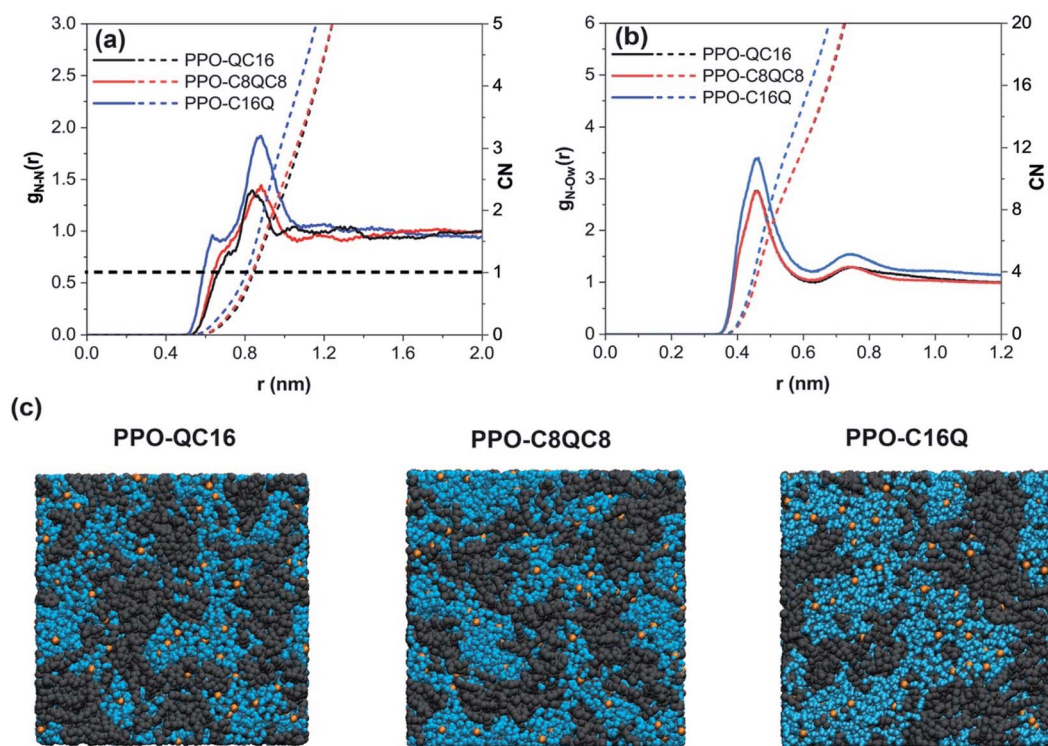 (a)
3.0
2.5
2.0
1.5
1.0
0.5
0.0
g N-N(r)
5
4
3
2
1
0
CN
PPO-QC16
PPO-C8QC8
PPO-C16Q
0.0 0.4 0.8 1.2 1.6 2.0
r (nm)
(b)
6
5
4
3
2
1
0
g N-Ow(r)
20
16
12
8
4
0
CN
PPO-QC16
PPO-C8QC8
PPO-C16Q
0.0 0.2 0.4 0.6 0.8 1.0 1.2
r (nm)
(c)
PPO-QC16 PPO-C8QC8 PPO-C16Q